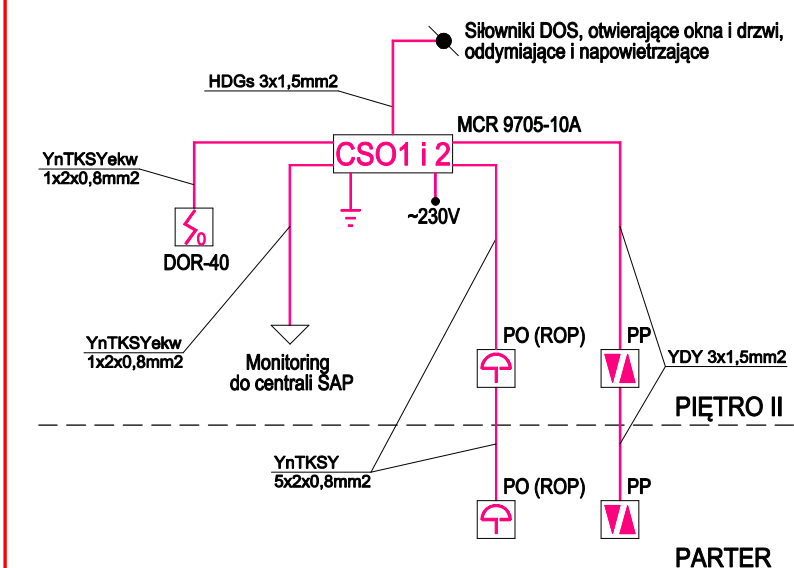 Siłowniki DOS, otwierające okna i drzwi,
oddymiające i napowietrzające
HDGs 3x1,5mm2
MCR 9705-10A
CSO1 i 2
YnTKSYekw
1x2x0,8mm2
~230V
DOR-40
YnTKSYekw
1x2x0,8mm2
Monitoring
do centrali SAP
PO (ROP)
PP
YDY 3x1,5mm2
PIĘTRO II
YnTKSY
5x2x0,8mm2
PO (ROP)
PP
PARTER